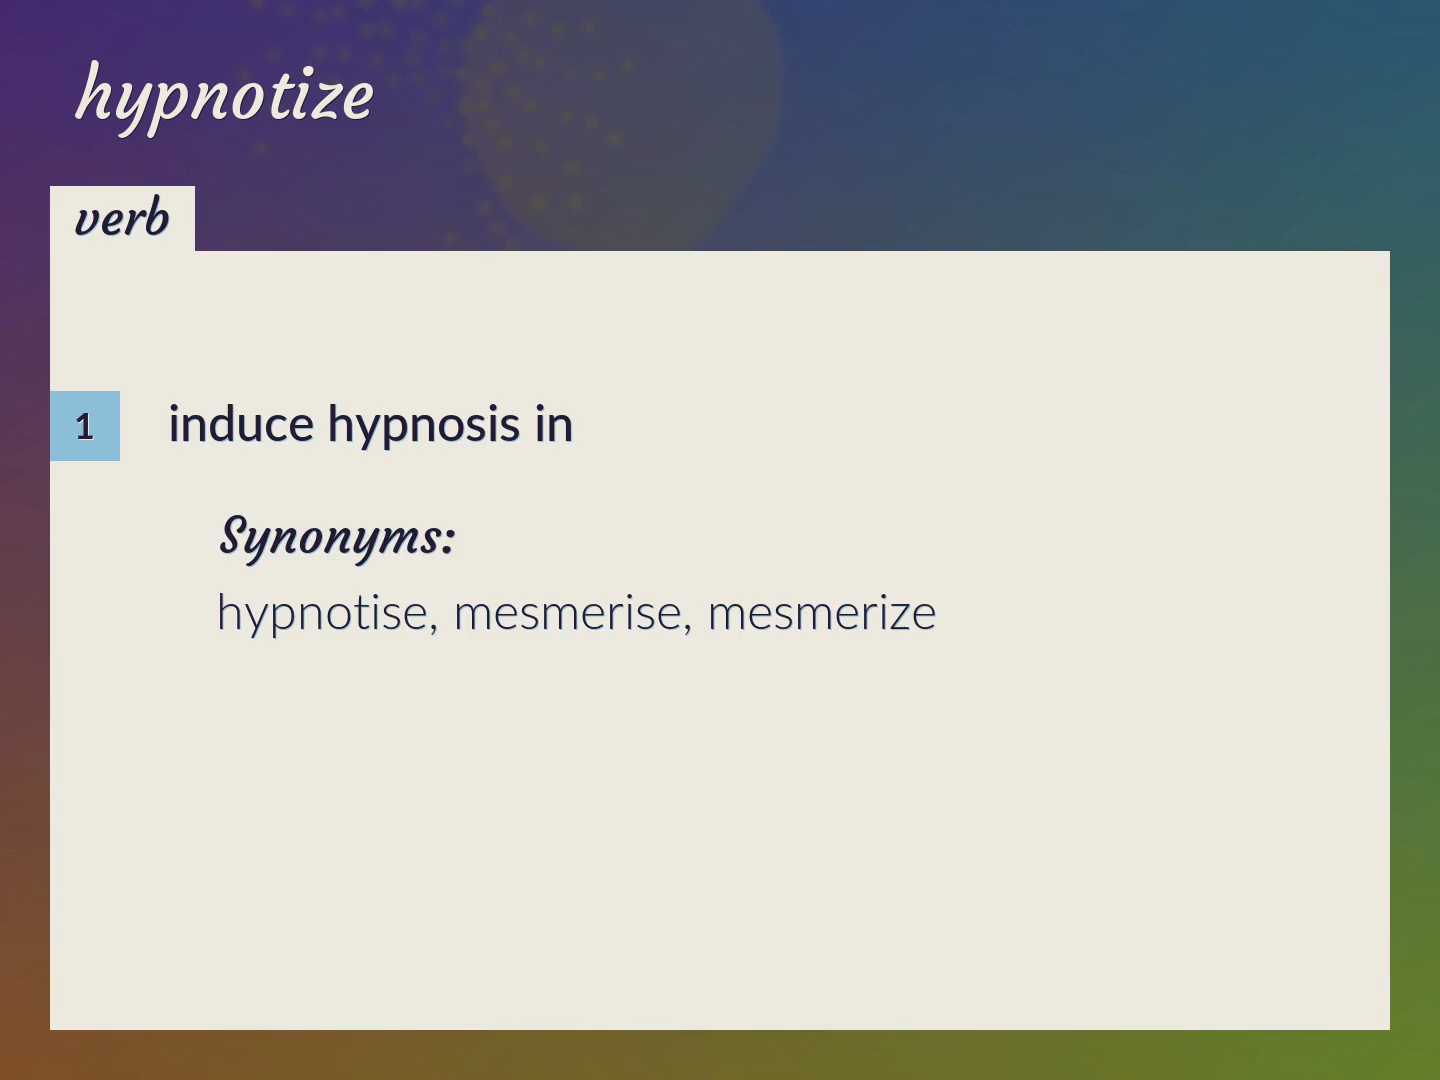 hypnotize
verb
1 induce hypnosis in
Synonyms:
hypnotise, mesmerise, mesmerize